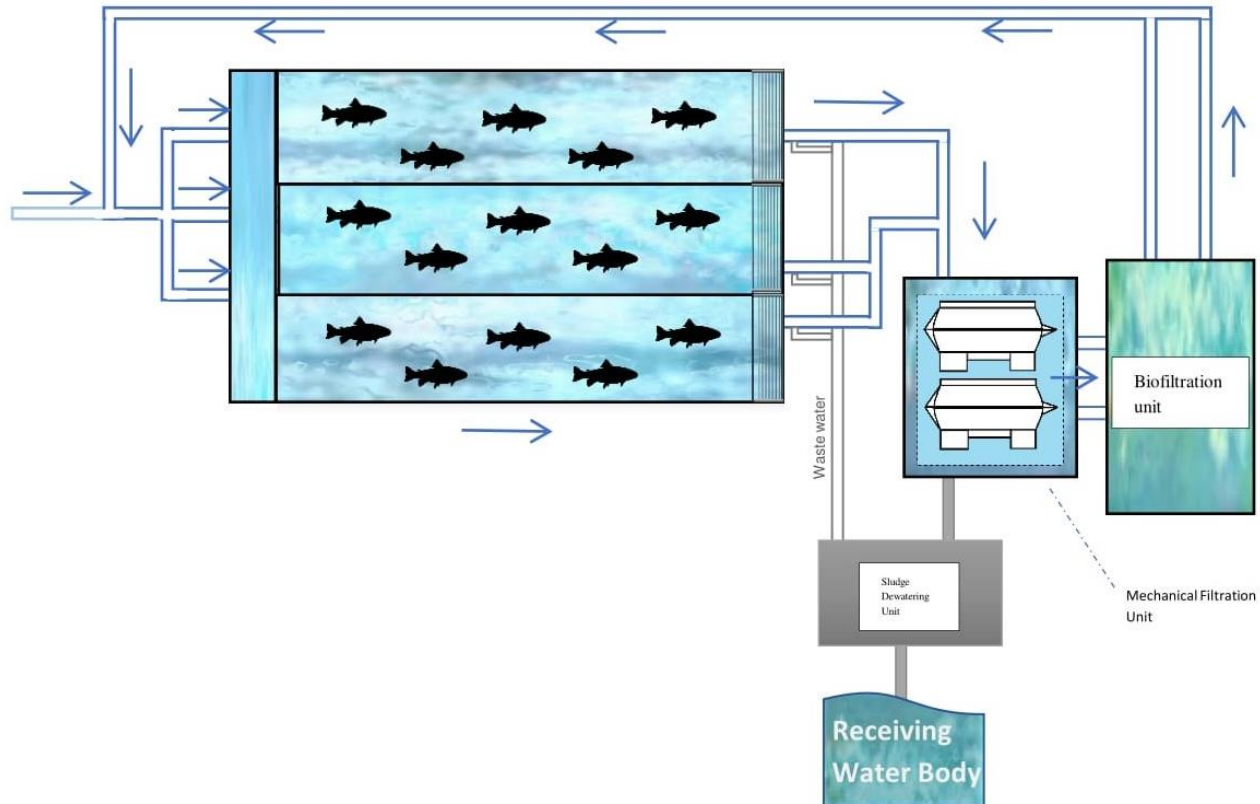 Biofiltration
unit
Waste water
Sludge
Dewatering
Unit
Mechanical Filtration
Unit
Receiving
Water Body